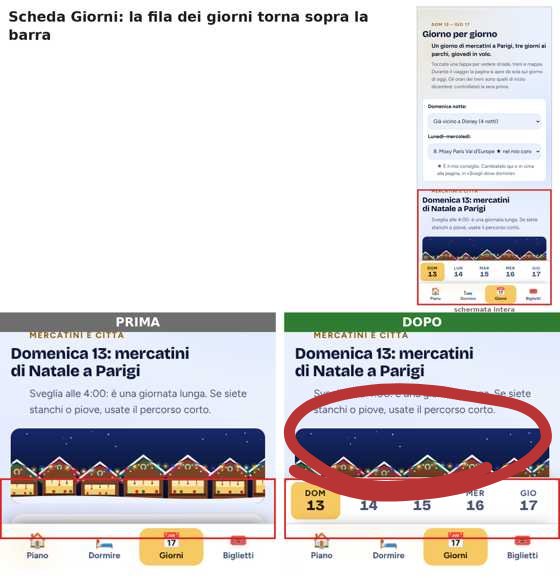 Scheda Giorni: la fila dei giorni torna sopra la
barra
DOM 13 – GIO 17
Giorno per giorno
Un giorno di mercatini a Parigi, tre giorni ai
parchi, giovedì in volo.
Domenica notte:
Già vicino a Disney (4 notti)
Lunedì-mercoledì:
MERCATINI E CITTÀ
Domenica 13: mercatini
di Natale a Parigi
Sveglia alle 4:00: è una giornata lunga. Se siete
stanchi o piove, usate il percorso corto.
DOM LUN MAR MER GIO
13 14 15 16 17
Piano Dormire Giorni Biglietti
schermata intera
PRIMA
MERCATINI E CITTÀ
Domenica 13: mercatini
di Natale a Parigi
Sveglia alle 4:00: è una giornata lunga. Se siete
stanchi o piove, usate il percorso corto.
17
Piano Dormire Giorni Biglietti
DOPO
Domenica 13: mercatini
di Natale a Parigi
Se siete
stanchi o piove, usate il percorso corto.
DOM MER GIO
13 14 15 16 17
17
Piano Dormire Giorni Biglietti